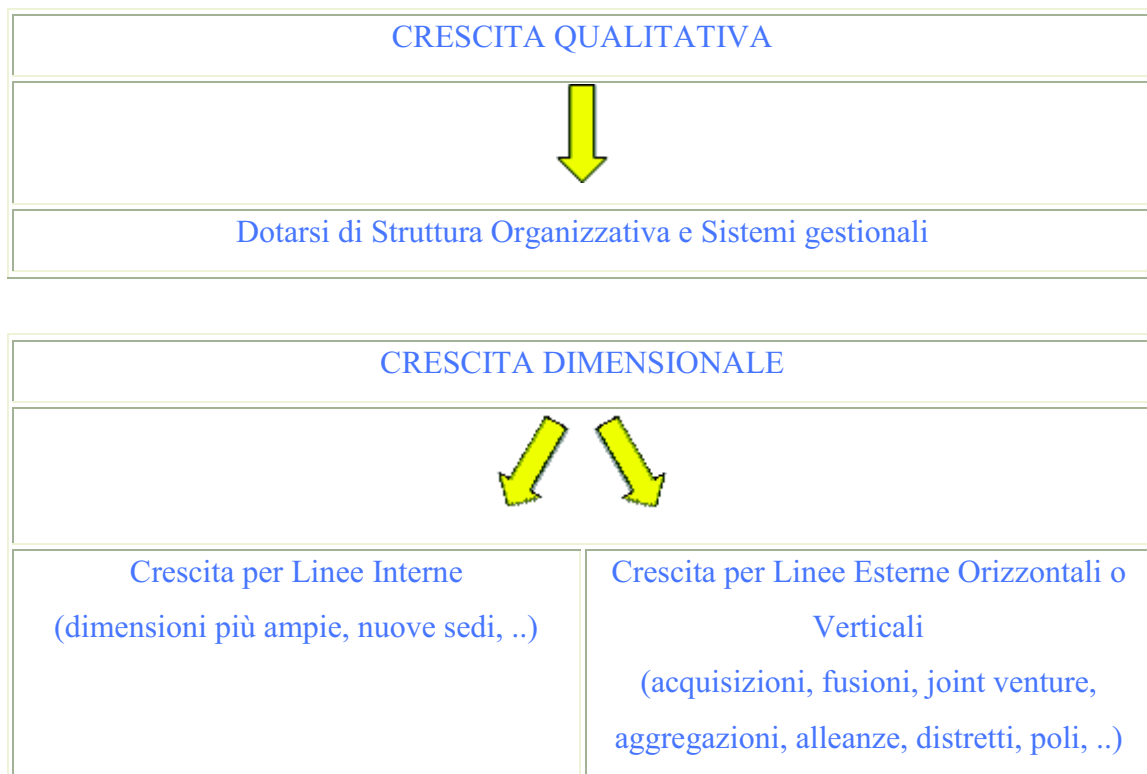 CRESCITA QUALITATIVA
Dotarsi di Struttura Organizzativa e Sistemi gestionali
CRESCITA DIMENSIONALE
Crescita per Linee Interne
(dimensioni più ampie, nuove sedi, ..)
Crescita per Linee Esterne Orizzontali o
Verticali
(acquisizioni, fusioni, joint venture,
aggregazioni, alleanze, distretti, poli, ..)